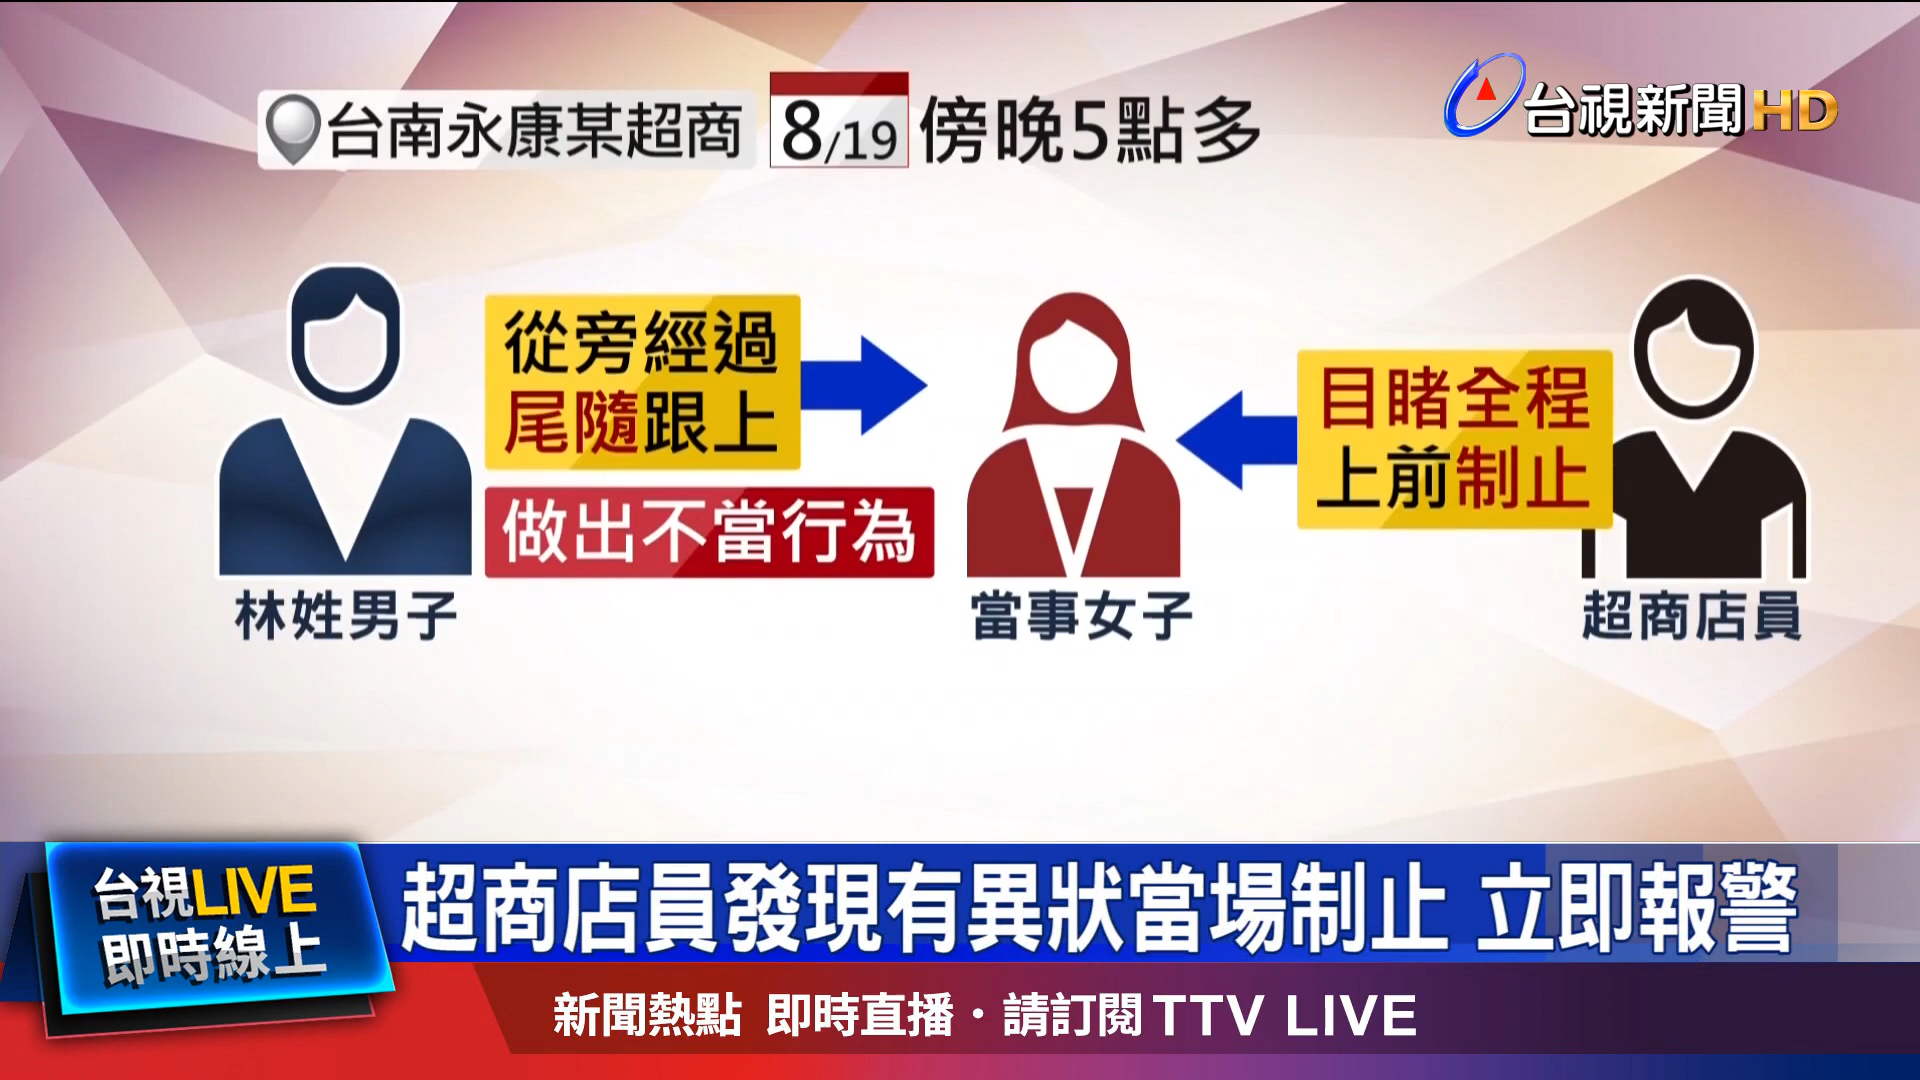 台南永康某超商 8/19 傍晚5點多
台視新聞HD
從旁經過
尾隨跟上
做出不當行為
目睹全程
上前制止
林姓男子
當事女子
超商店員
台視LIVE
即時線上
超商店員發現有異狀當場制止 立即報警
新聞熱點 即時直播・請訂閱TTV LIVE